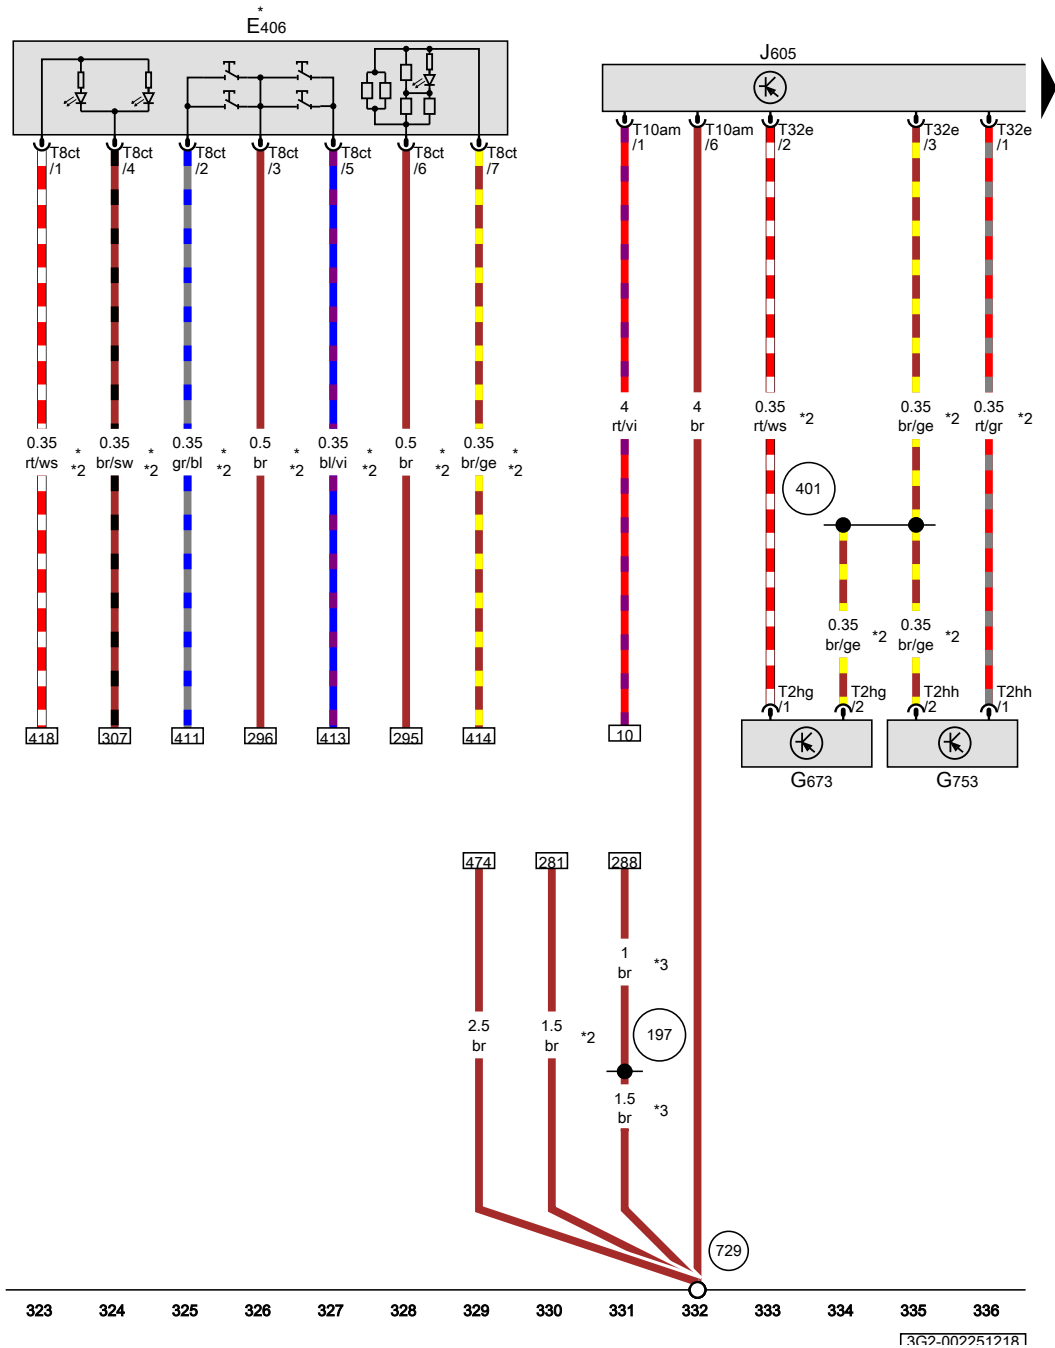 *
E406
J605
T8ct
/1
T8ct
/4
T8ct
/2
T8ct
/3
T8ct
/5
T8ct
/6
T8ct
/7
T10am
/1
T10am
/6
T32e
/2
T32e
/3
T32e
/1
4
rt/vi
4
br
0.35
rt/ws
*2
0.35
br/ge
*2
0.35
rt/gr
*2
0.35
rt/ws
*
*2
0.35
br/sw
*
*2
0.35
gr/bl
*
*2
0.5
br
*
*2
0.35
bl/vi
*
*2
0.5
br
*
*2
0.35
br/ge
*
*2
401
0.35
br/ge
*2
0.35
br/ge
*2
T2hg
/1
T2hg
/2
T2hh
/2
T2hh
/1
418
307
411
296
413
295
414
10
G673
G753
474
281
288
1
br
*3
2.5
br
1.5
br
*2
197
1.5
br
*3
729
323 324 325 326 327 328 329 330 331 332 333 334 335 336
3G2-002251218